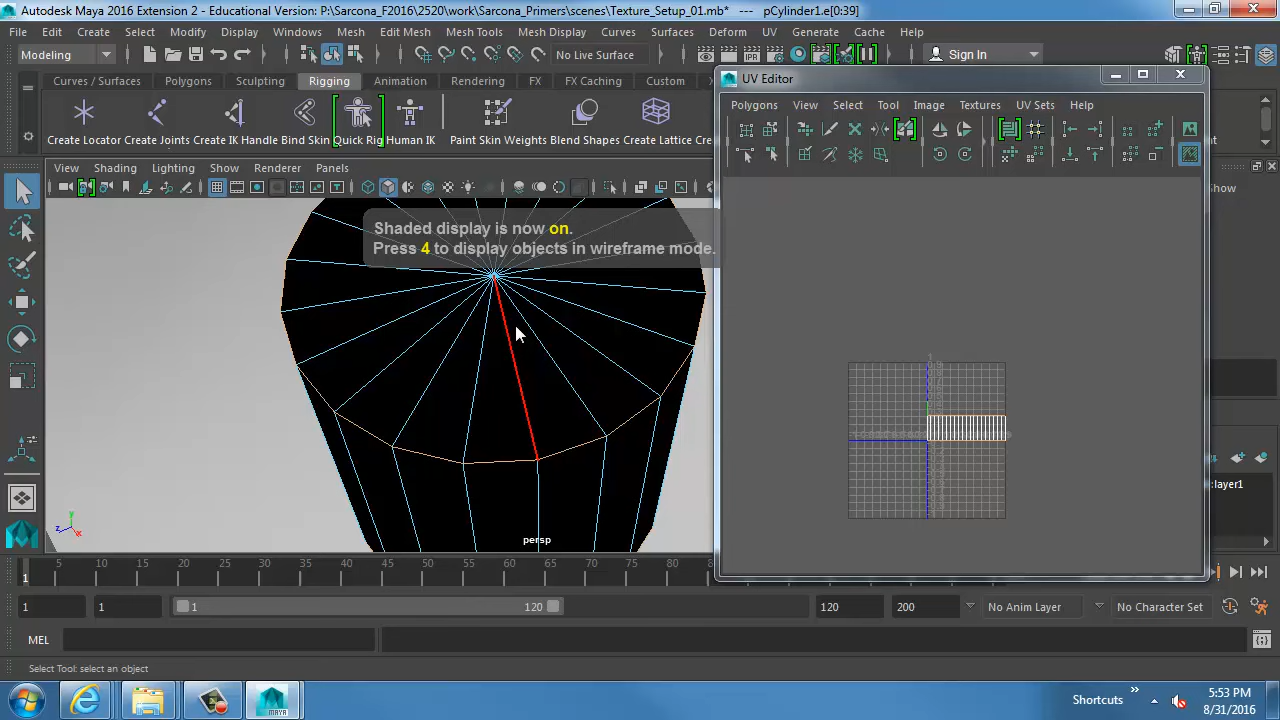 Autodesk Maya 2016 Extension 2 - Educational Version: P:\Sarcona_F2016\2520\work\Sarcona_Primers\scenes\Texture_Setup_01.mb* --- pCylinder1.e[0:39]
File Edit Create Select Modify Display Windows Mesh Edit Mesh Mesh Tools Mesh Display Curves Surfaces Deform UV Generate Cache Help
Modeling No Live Surface Sign In
Curves / Surfaces Polygons Sculpting Rigging Animation Rendering FX FX Caching Custom
Create Locator Create Joints Create IK Handle Bind Skin Quick Rig Human IK Paint Skin Weights Blend Shapes Create Lattice Cre
View Shading Lighting Show Renderer Panels
Shaded display is now on.
Press 4 to display objects in wireframe mode.
y
z x
persp
UV Editor
Polygons View Select Tool Image Textures UV Sets Help
Show
:layer1
5 10 15 20 25 30 35 40 45 50 55 60 65 70 75 80 85
1
1 1 1 120 120 200 No Anim Layer No Character Set
MEL
Select Tool: select an object
MAYA
Shortcuts
5:53 PM
8/31/2016